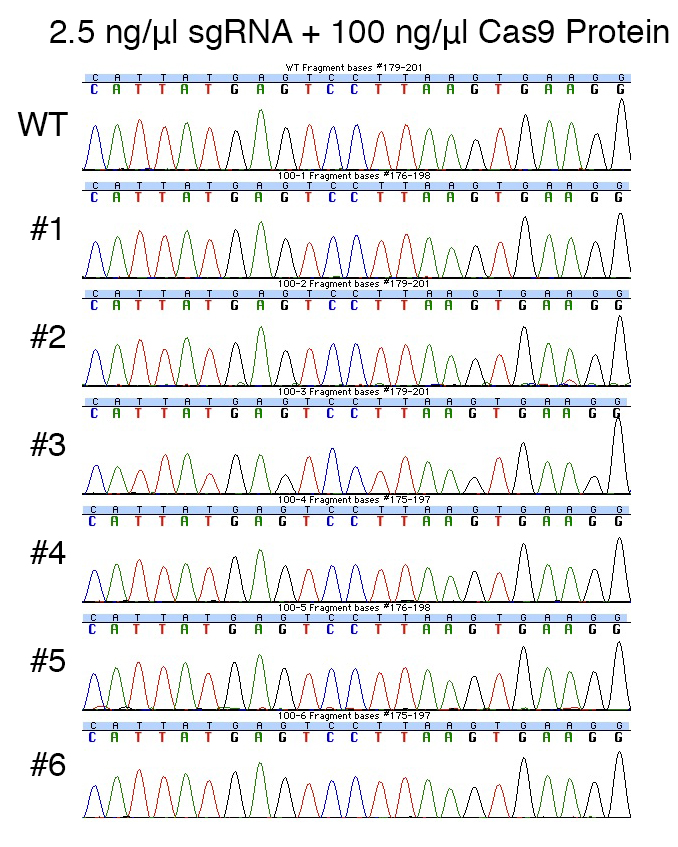 2.5 ng/µl sgRNA + 100 ng/µl Cas9 Protein
WT Fragment bases #179-201
C A T T A T G A G T C C T T A A G T G A A G G
C A T T A T G A G T C C T T A A G T G A A G G
WT
100-1 Fragment bases #176-198
C A T T A T G A G T C C T T A A G T G A A G G
C A T T A T G A G T C C T T A A G T G A A G G
#1
100-2 Fragment bases #179-201
C A T T A T G A G T C C T T A A G T G A A G G
C A T T A T G A G T C C T T A A G T G A A G G
#2
100-3 Fragment bases #179-201
C A T T A T G A G T C C T T A A G T G A A G G
C A T T A T G A G T C C T T A A G T G A A G G
#3
100-4 Fragment bases #175-197
C A T T A T G A G T C C T T A A G T G A A G G
C A T T A T G A G T C C T T A A G T G A A G G
#4
100-5 Fragment bases #176-198
C A T T A T G A G T C C T T A A G T G A A G G
C A T T A T G A G T C C T T A A G T G A A G G
#5
100-6 Fragment bases #175-197
C A T T A T G A G T C C T T A A G T G A A G G
C A T T A T G A G T C C T T A A G T G A A G G
#6